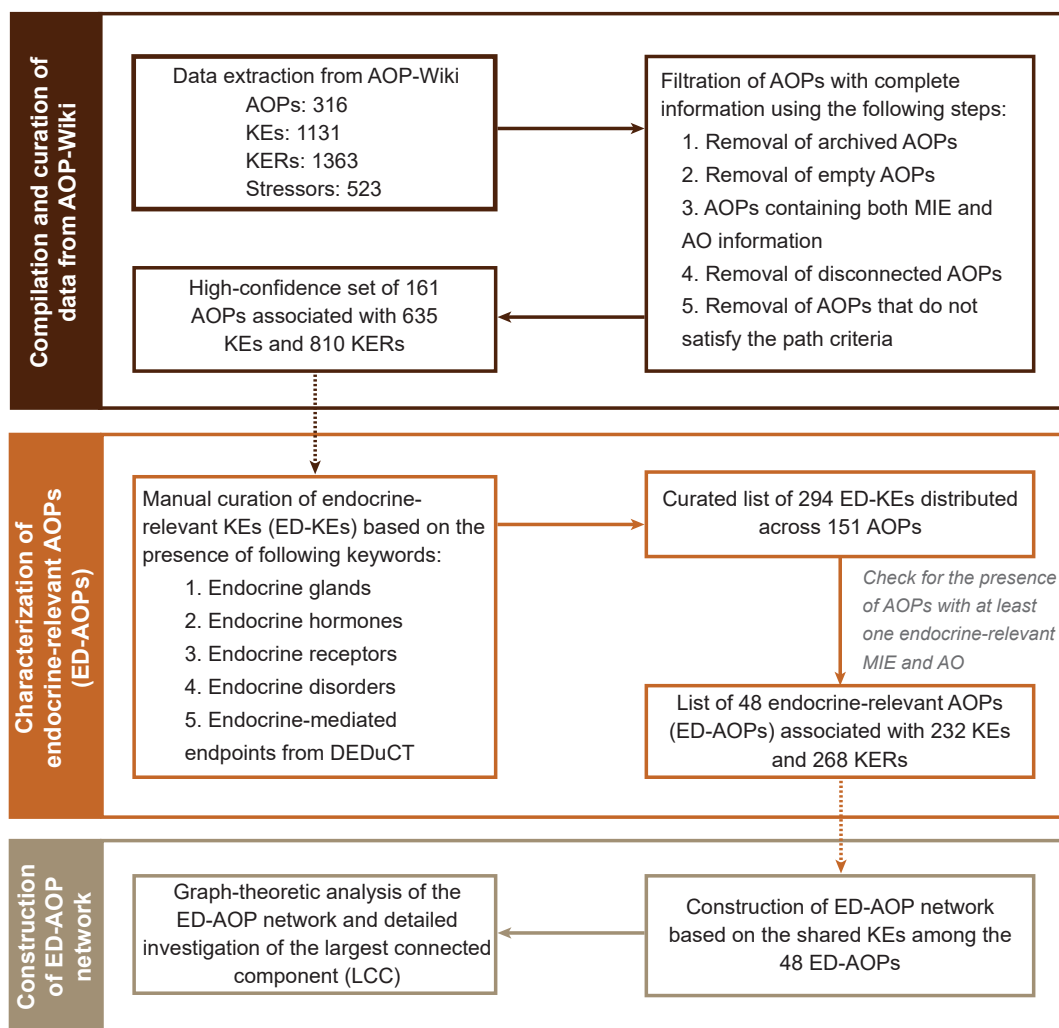 Compilation and curation of
data from AOP-Wiki
Data extraction from AOP-Wiki
AOPs: 316
KEs: 1131
KERs: 1363
Stressors: 523
Filtration of AOPs with complete
information using the following steps:
1. Removal of archived AOPs
2. Removal of empty AOPs
3. AOPs containing both MIE and
AO information
4. Removal of disconnected AOPs
5. Removal of AOPs that do not
satisfy the path criteria
High-confidence set of 161
AOPs associated with 635
KEs and 810 KERs
Characterization of
endocrine-relevant AOPs
(ED-AOPs)
Manual curation of endocrine-
relevant KEs (ED-KEs) based on the
presence of following keywords:
1. Endocrine glands
2. Endocrine hormones
3. Endocrine receptors
4. Endocrine disorders
5. Endocrine-mediated
endpoints from DEDuCT
Curated list of 294 ED-KEs distributed
across 151 AOPs
Check for the presence
of AOPs with at least
one endocrine-relevant
MIE and AO
List of 48 endocrine-relevant AOPs
(ED-AOPs) associated with 232 KEs
and 268 KERs
Construction
of ED-AOP
network
Graph-theoretic analysis of the
ED-AOP network and detailed
investigation of the largest connected
component (LCC)
Construction of ED-AOP network
based on the shared KEs among the
48 ED-AOPs